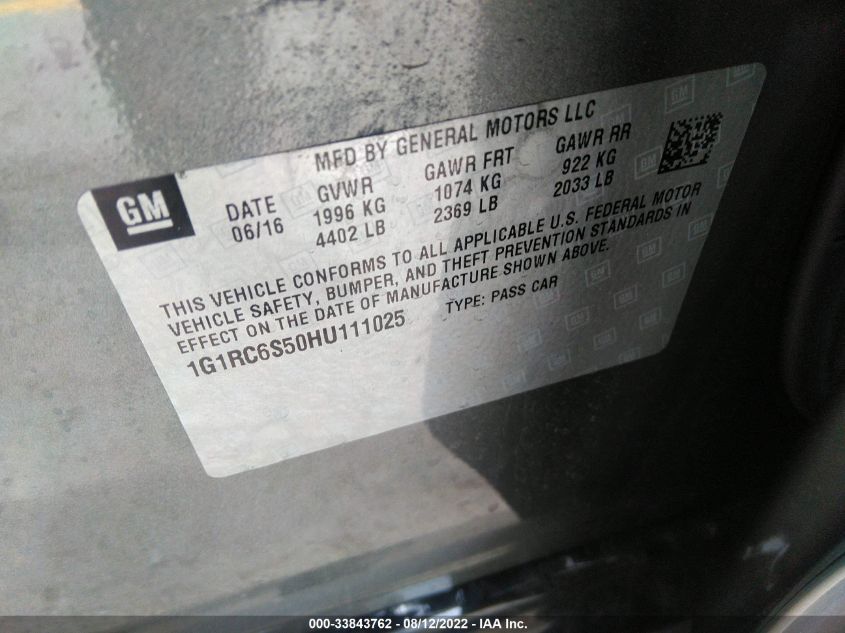 MFD BY GENERAL MOTORS LLC
GM
DATE GVWR GAWR FRT GAWR RR
06/16 1996 KG 1074 KG 922 KG
4402 LB 2369 LB 2033 LB
THIS VEHICLE CONFORMS TO ALL APPLICABLE U.S. FEDERAL MOTOR
VEHICLE SAFETY, BUMPER, AND THEFT PREVENTION STANDARDS IN
EFFECT ON THE DATE OF MANUFACTURE SHOWN ABOVE.
1G1RC6S50HU111025 TYPE: PASS CAR
000-33843762 - 08/12/2022 - IAA Inc.